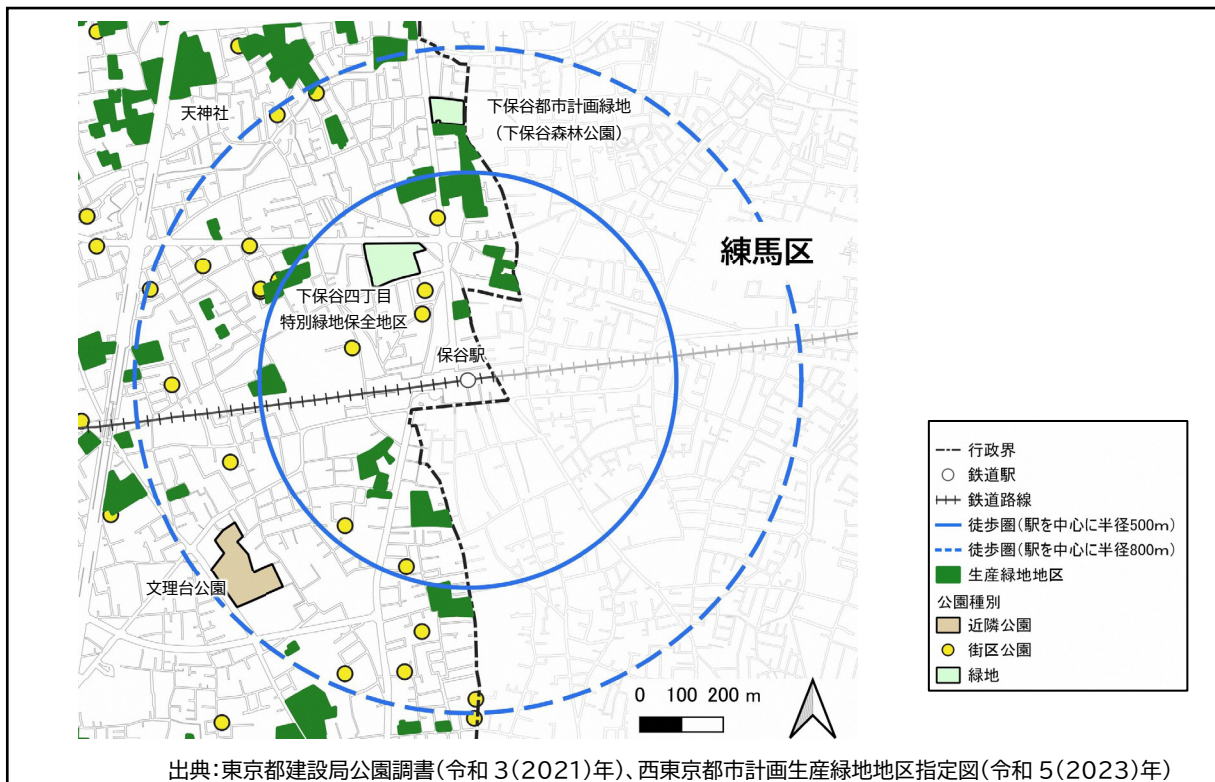 天神社
下保谷都市計画緑地
（下保谷森林公園）
練馬区
下保谷四丁目
特別緑地保全地区
保谷駅
文理台公園
0 100 200 m
行政界
鉄道駅
鉄道路線
徒歩圏(駅を中心に半径500m)
徒歩圏(駅を中心に半径800m)
生産緑地地区
公園種別
近隣公園
街区公園
緑地
出典:東京都建設局公園調書(令和3(2021)年)、西東京都市計画生産緑地地区指定図(令和5(2023)年)